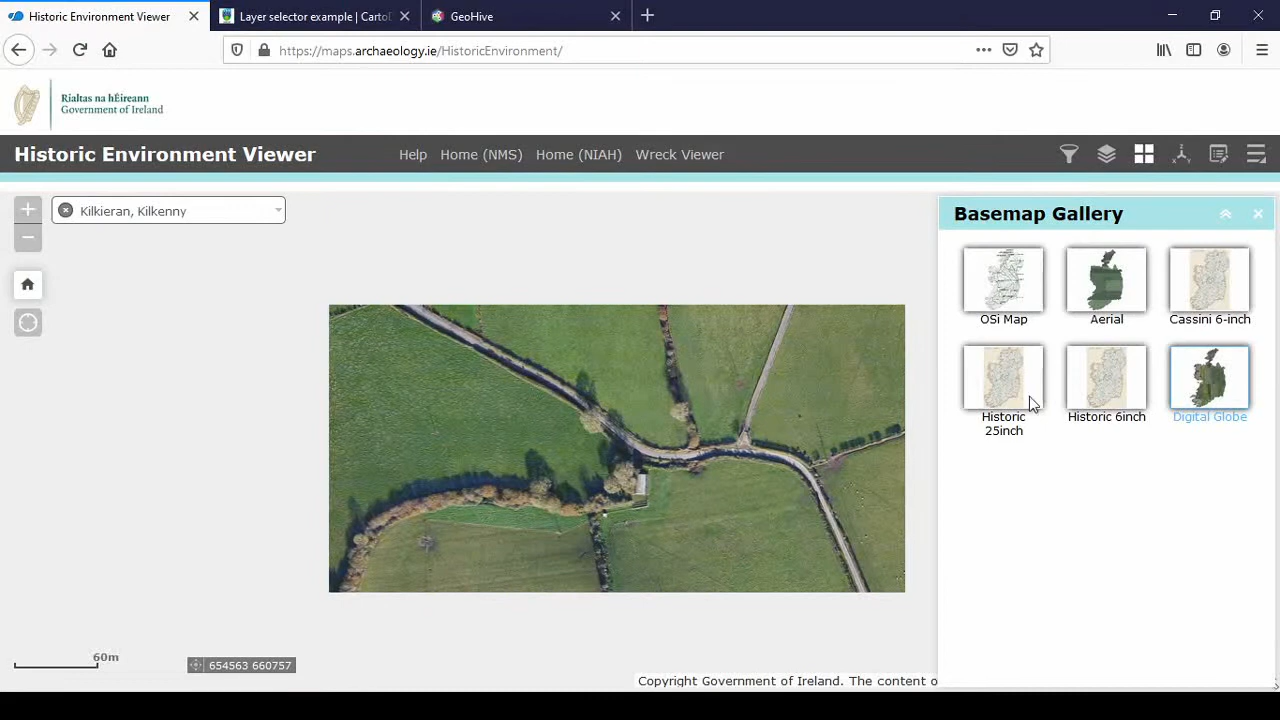 Historic Environment Viewer
Layer selector example | CartoD
GeoHive
https://maps.archaeology.ie/HistoricEnvironment/
Rialtas na hÉireann
Government of Ireland
Historic Environment Viewer
Help
Home (NMS)
Home (NIAH)
Wreck Viewer
Kilkieran, Kilkenny
Basemap Gallery
OSi Map
Aerial
Cassini 6-inch
Historic 25inch
Historic 6inch
Digital Globe
60m
654563 660757
Copyright Government of Ireland. The content o